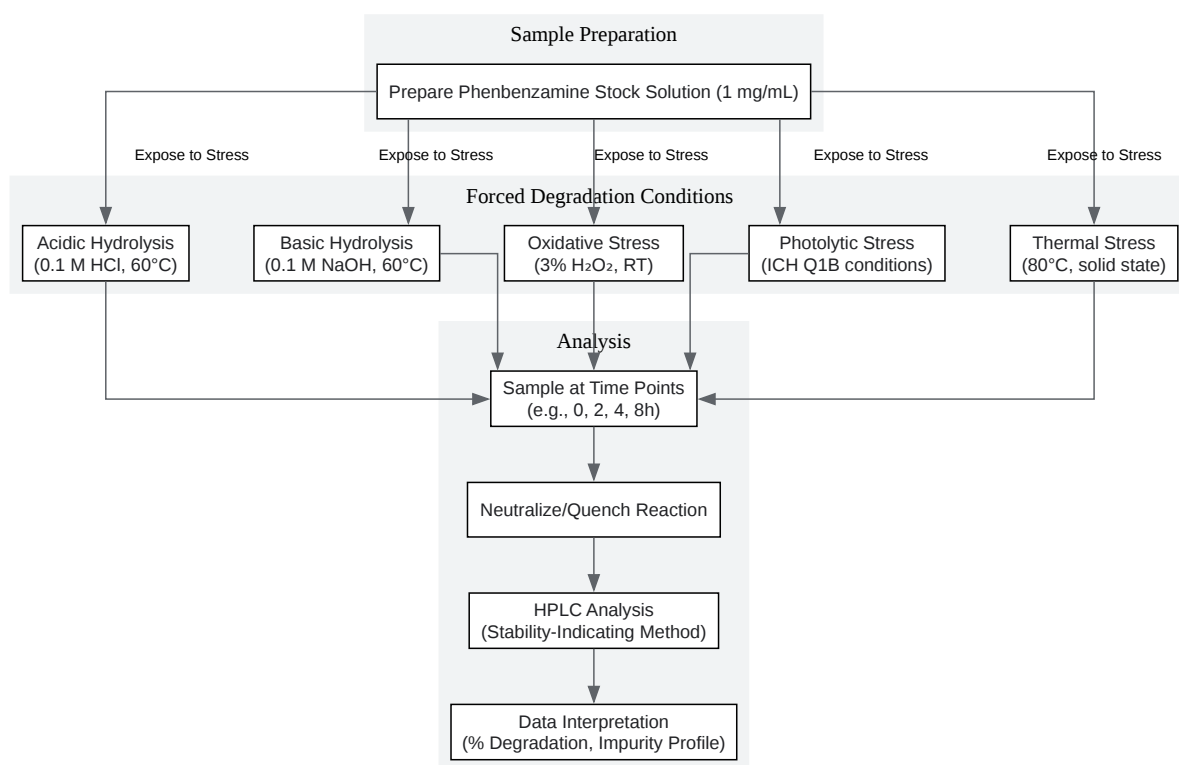 Sample Preparation
Prepare Phenbenzamine Stock Solution (1 mg/mL)
Expose to Stress
Expose to Stress
Expose to Stress
Expose to Stress
Expose to Stress
Forced Degradation Conditions
Acidic Hydrolysis
(0.1 M HCl, 60°C)
Basic Hydrolysis
(0.1 M NaOH, 60°C)
Oxidative Stress
(3% H₂O₂, RT)
Photolytic Stress
(ICH Q1B conditions)
Thermal Stress
(80°C, solid state)
Analysis
Sample at Time Points
(e.g., 0, 2, 4, 8h)
Neutralize/Quench Reaction
HPLC Analysis
(Stability-Indicating Method)
Data Interpretation
(% Degradation, Impurity Profile)